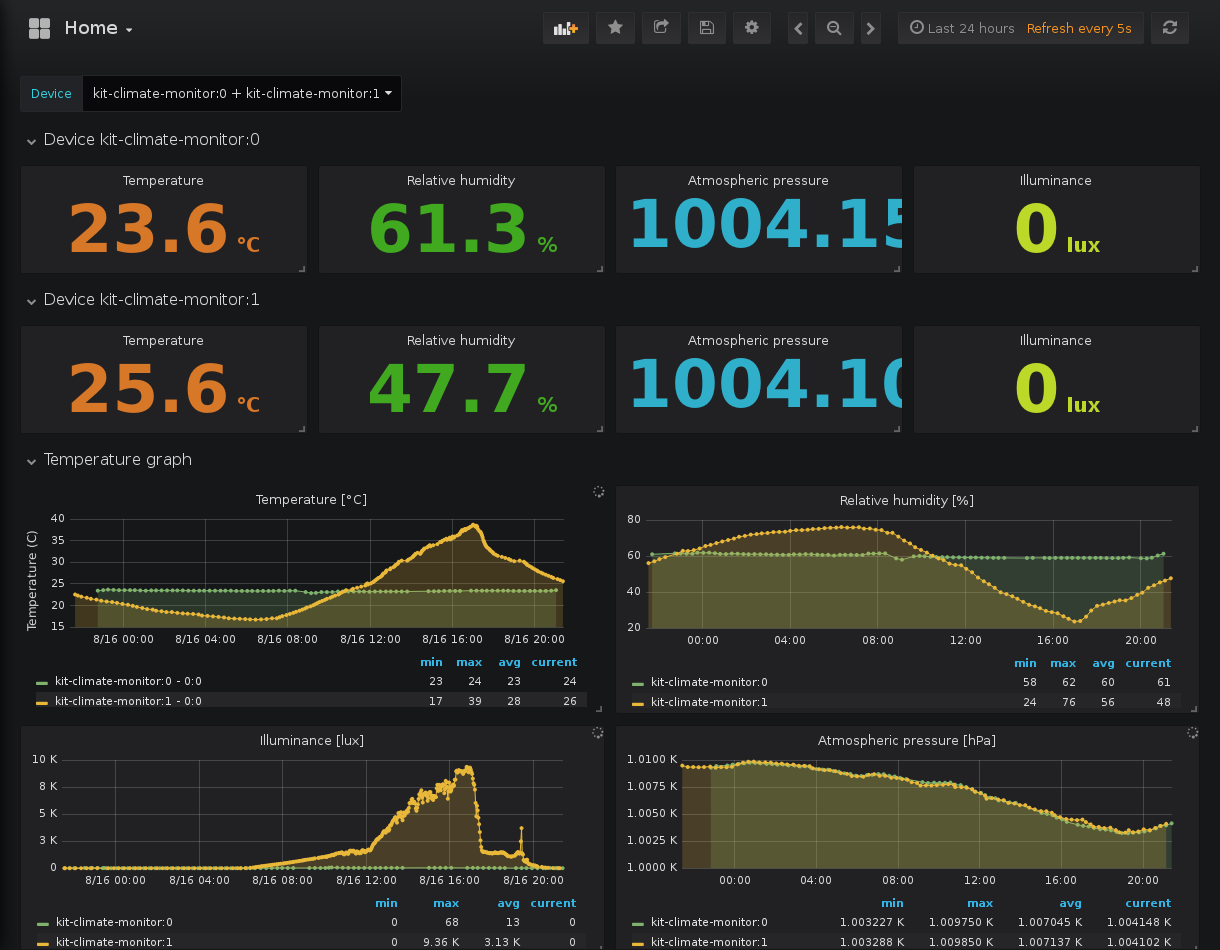 Home
Last 24 hours Refresh every 5s
Device kit-climate-monitor:0 + kit-climate-monitor:1
Device kit-climate-monitor:0
Temperature Relative humidity Atmospheric pressure Illuminance
23.6 °C 61.3 % 1004.15 0 lux
Device kit-climate-monitor:1
Temperature Relative humidity Atmospheric pressure Illuminance
25.6 °C 47.7 % 1004.10 0 lux
Temperature graph
Temperature [°C]
Temperature (C)
40
35
30
25
20
15
8/16 00:00 8/16 04:00 8/16 08:00 8/16 12:00 8/16 16:00 8/16 20:00
min max avg current
kit-climate-monitor:0 - 0:0 23 24 23 24
kit-climate-monitor:1 - 0:0 17 39 28 26
Relative humidity [%]
80
60
40
20
00:00 04:00 08:00 12:00 16:00 20:00
min max avg current
kit-climate-monitor:0 58 62 60 61
kit-climate-monitor:1 24 76 56 48
Illuminance [lux]
10 K
8 K
5 K
3 K
0
8/16 00:00 8/16 04:00 8/16 08:00 8/16 12:00 8/16 16:00 8/16 20:00
min max avg current
kit-climate-monitor:0 0 68 13 0
kit-climate-monitor:1 0 9.36 K 3.13 K 0
Atmospheric pressure [hPa]
1.0100 K
1.0075 K
1.0050 K
1.0025 K
1.0000 K
00:00 04:00 08:00 12:00 16:00 20:00
min max avg current
kit-climate-monitor:0 1.003227 K 1.009750 K 1.007045 K 1.004148 K
kit-climate-monitor:1 1.003288 K 1.009850 K 1.007137 K 1.004102 K